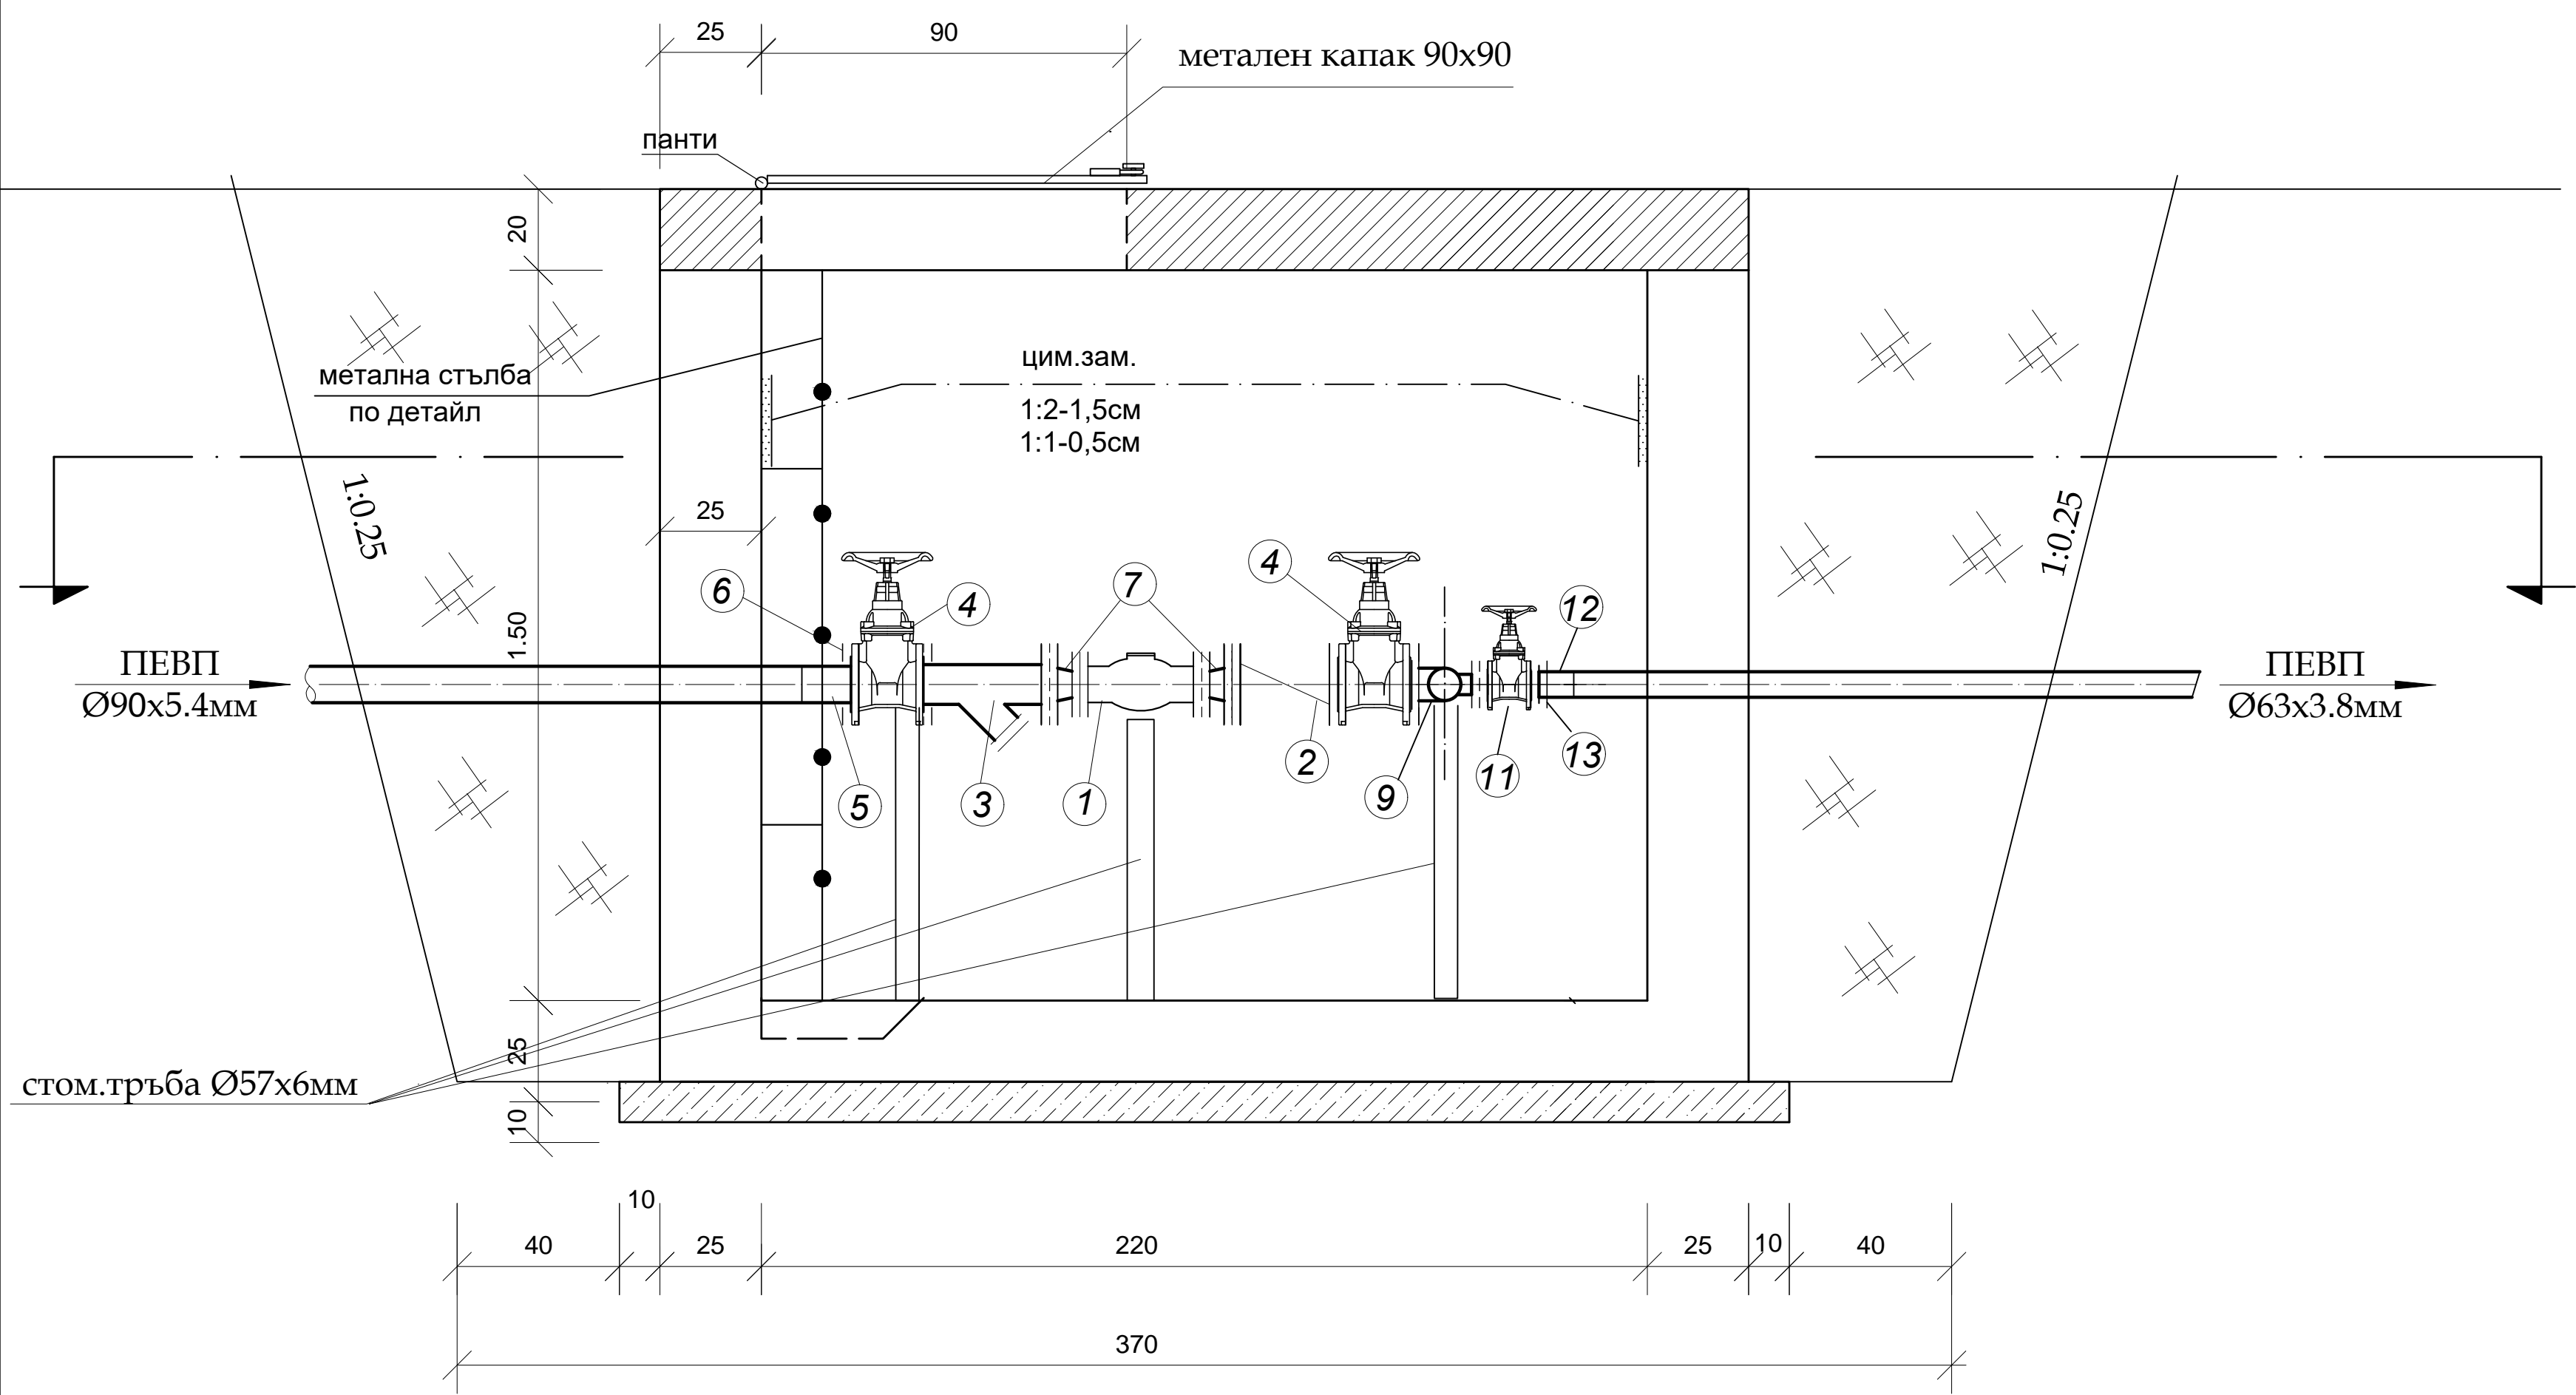 25
90
метален капак 90x90
панти
20
метална стълба
по детайл
цим.зам.
1:2-1,5см
1:1-0,5см
1:0.25
25
1:0.25
1.50
6
4
7
4
12
ПЕВП
Ø90x5.4мм
ПЕВП
Ø63x3.8мм
5
3
1
2
9
11
13
25
стом.тръба Ø57x6мм
10
10
40
25
220
25
10
40
370